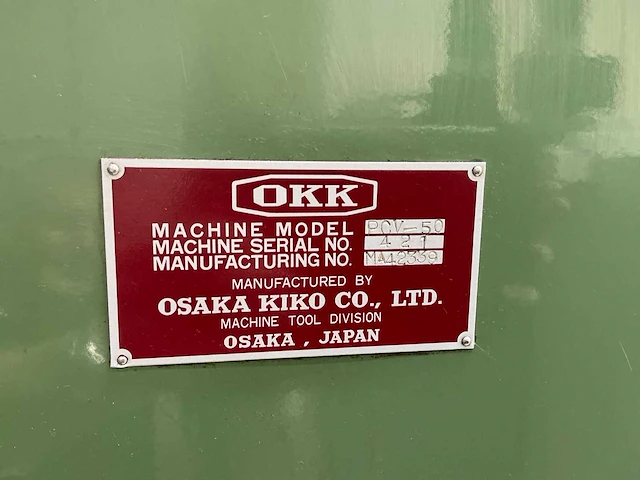 OKK
MACHINE MODEL PCV-50
MACHINE SERIAL NO. 421
MANUFACTURING NO. MA42339
MANUFACTURED BY
OSAKA KIKO CO., LTD.
MACHINE TOOL DIVISION
OSAKA, JAPAN